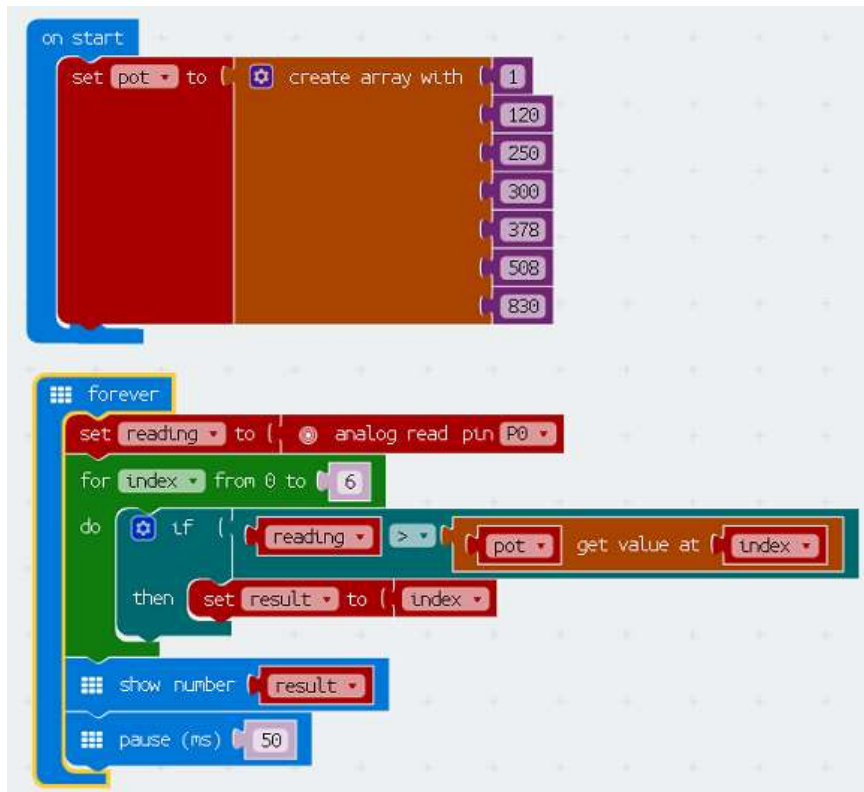 on start
set pot to create array with 1
120
250
300
378
508
830
forever
set reading to analog read pin P0
for index from 0 to 6
do if reading > pot get value at index
then set result to index
show number result
pause (ms) 50